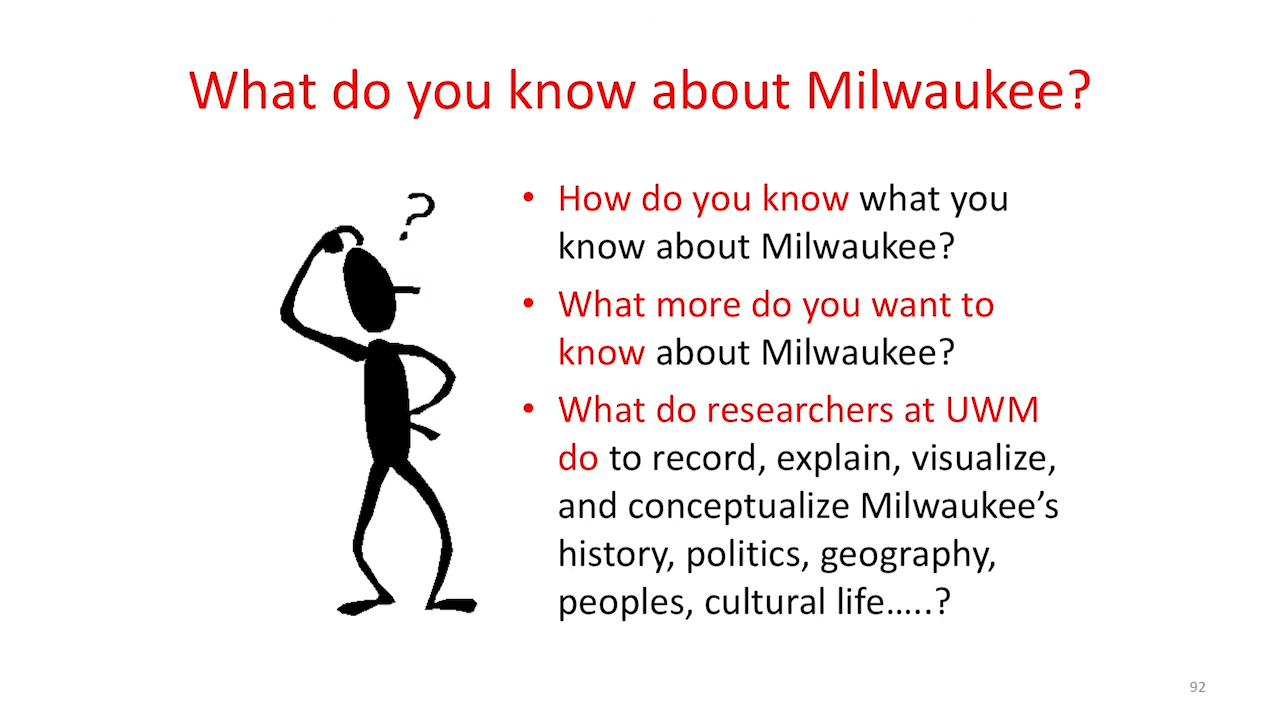 What do you know about Milwaukee?
?
• How do you know what you
know about Milwaukee?
• What more do you want to
know about Milwaukee?
• What do researchers at UWM
do to record, explain, visualize,
and conceptualize Milwaukee’s
history, politics, geography,
peoples, cultural life…..?
92